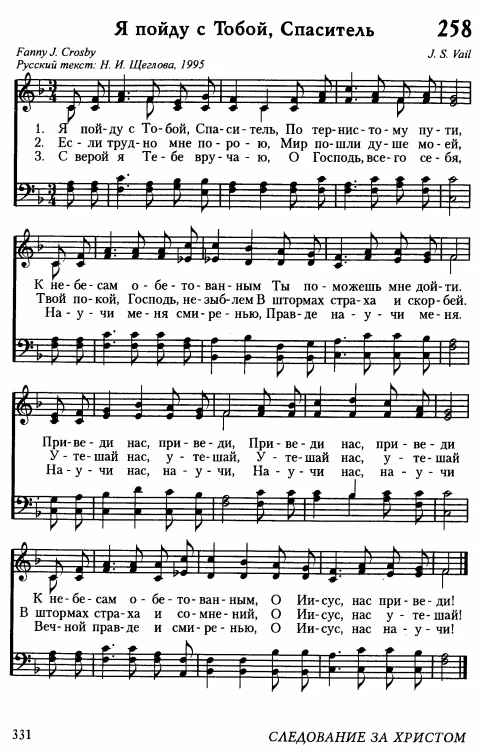 Я пойду с Тобой, Спаситель 258
Fanny J. Crosby J. S. Vail
Русский текст: Н. И. Щеглова, 1995
1. Я пой-ду с То-бой, Спа-си-тель, По тер-нис-то-му пу-ти,
2. Ес-ли труд-но мне по-ро-ю, Мир пош-ли ду-ше мо-ей,
3. С верой я Те-бе вру-ча-ю, О Господь, все-го се-бя,
К не-бе-сам о-бе-то-ван-ным Ты по-можешь мне дой-ти.
Твой по-кой, Господь, не-зыб-лем В штормах стра-ха и скор-бей.
На-у-чи ме-ня сми-ре-нью, Прав-де на-у-чи ме-ня.
При-ве-ди нас, при-ве-ди, При-ве-ди нас, при-ве-ди
У-те-шай нас, у-те-шай, У-те-шай нас, у-те-шай
На-у-чи нас, на-у-чи, На-у-чи нас, на-у-чи
К не-бе-сам о-бе-то-ван-ным, О Ии-сус, нас при-ве-ди!
В штормах стра-ха и со-мне-ний, О Ии-сус, нас у-те-шай!
Веч-ной прав-де и сми-ре-нью, О Ии-сус, нас на-у-чи!
331 СЛЕДОВАНИЕ ЗА ХРИСТОМ